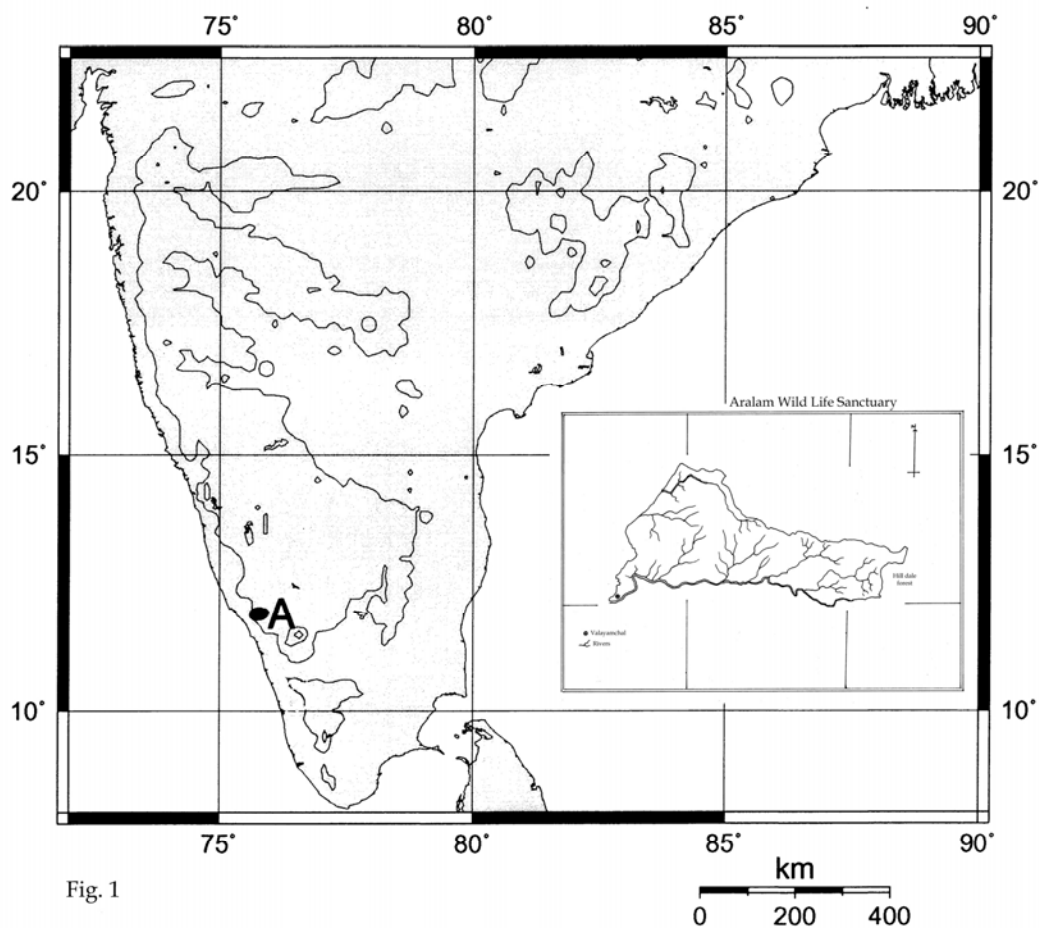 75° 80° 85° 90°
20° 20°
Aralam Wild Life Sanctuary
15° 15°
N
Hill dale
forest
A
Valayamchal
Rivers
10° 10°
75° 80° 85° 90°
Fig. 1
km
0 200 400